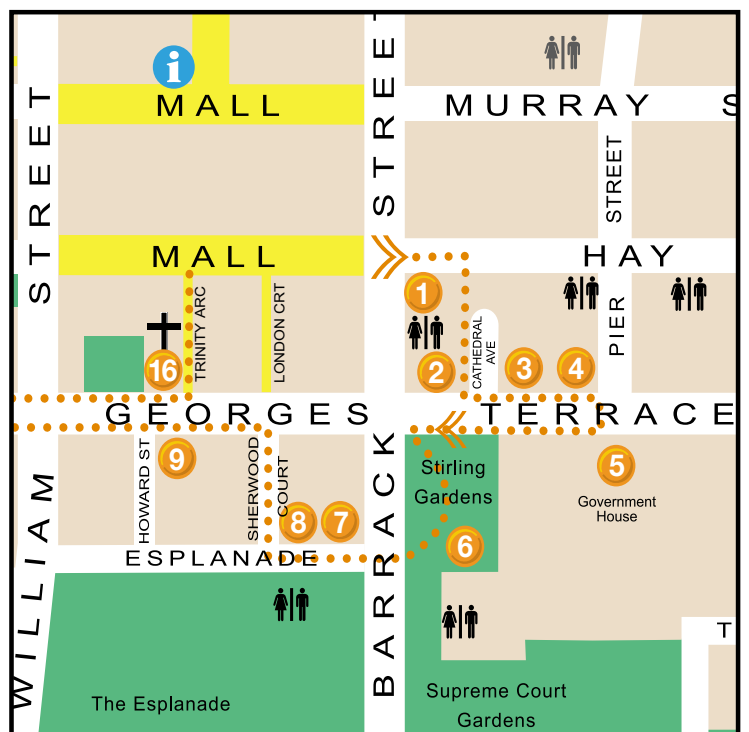 STREET
i
MALL
STREET
MURRAY S
STREET
MALL
HAY
1
TRINITY ARC
LONDON CRT
CATHEDRAL
AVE
PIER
2
3
4
16
GEORGES
TERRACE
HOWARD ST
9
SHERWOOD
COURT
8
7
BARRACK
Stirling
Gardens
5
Government
House
6
ESPLANADE
WILLIAM
T
The Esplanade
Supreme Court
Gardens